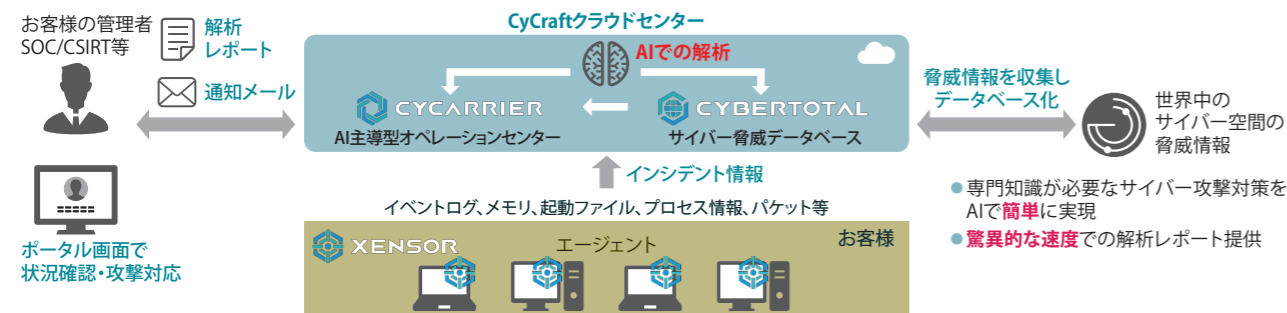 お客様の管理者
SOC/CSIRT等
解析
レポート
通知メール
ポータル画面で
状況確認・攻撃対応
CyCraftクラウドセンター
AIでの解析
CYCARRIER
AI主導型オペレーションセンター
CYBERTOTAL
サイバー脅威データベース
インシデント情報
イベントログ、メモリ、起動ファイル、プロセス情報、パケット等
XENSOR
エージェント
お客様
脅威情報を収集し
データベース化
世界中の
サイバー空間の
脅威情報
●専門知識が必要なサイバー攻撃対策を
AIで簡単に実現
●驚異的な速度での解析レポート提供